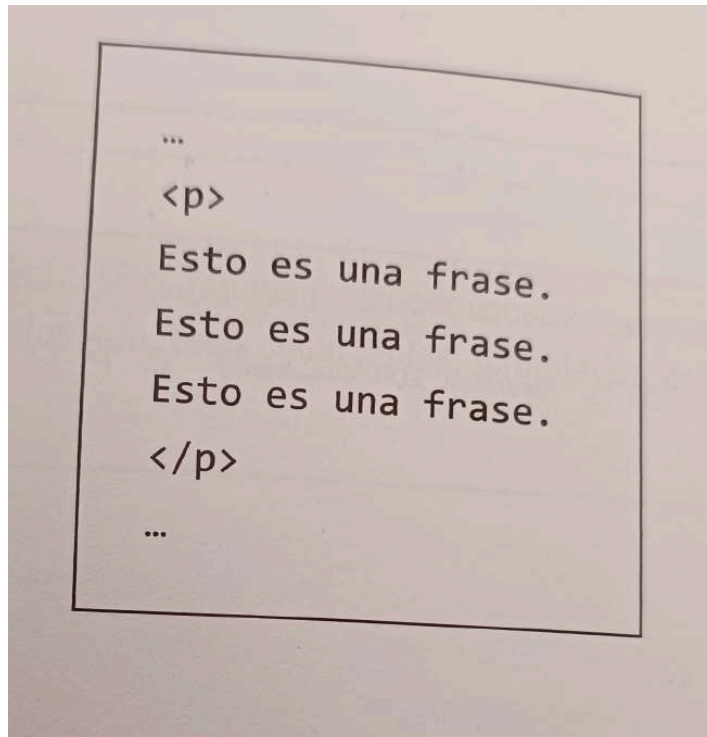 ...
<p>
Esto es una frase.
Esto es una frase.
Esto es una frase.
</p>
...